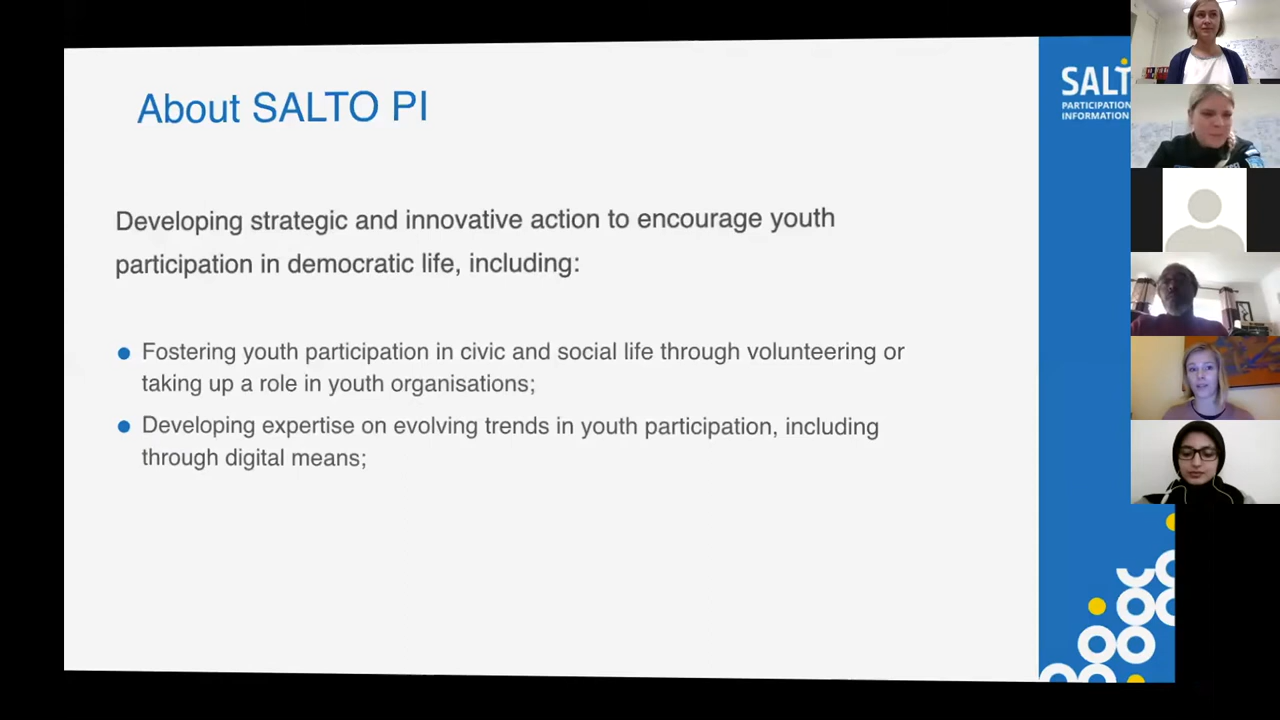 About SALTO PI
SALT
PARTICIPATION
INFORMATION
Developing strategic and innovative action to encourage youth
participation in democratic life, including:
Fostering youth participation in civic and social life through volunteering or
taking up a role in youth organisations;
Developing expertise on evolving trends in youth participation, including
through digital means;